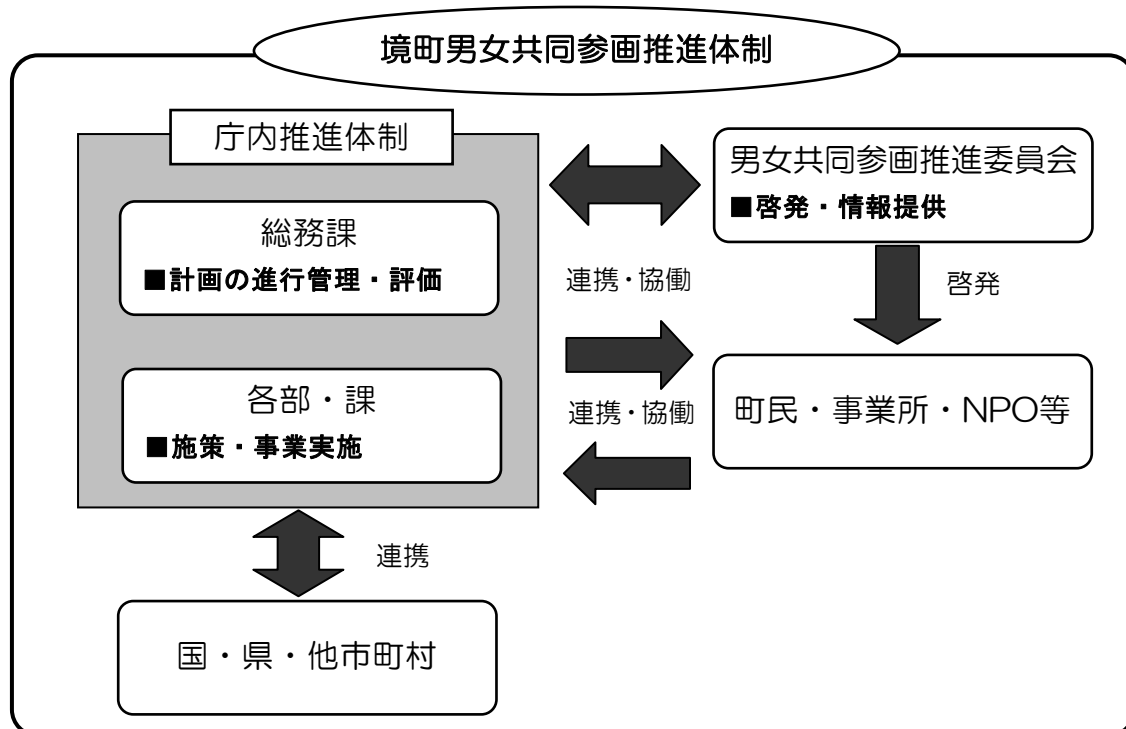 境町男女共同参画推進体制
庁内推進体制
総務課
■計画の進行管理・評価
各部・課
■施策・事業実施
連携・協働
連携・協働
男女共同参画推進委員会
■啓発・情報提供
啓発
町民・事業所・NPO等
連携
国・県・他市町村